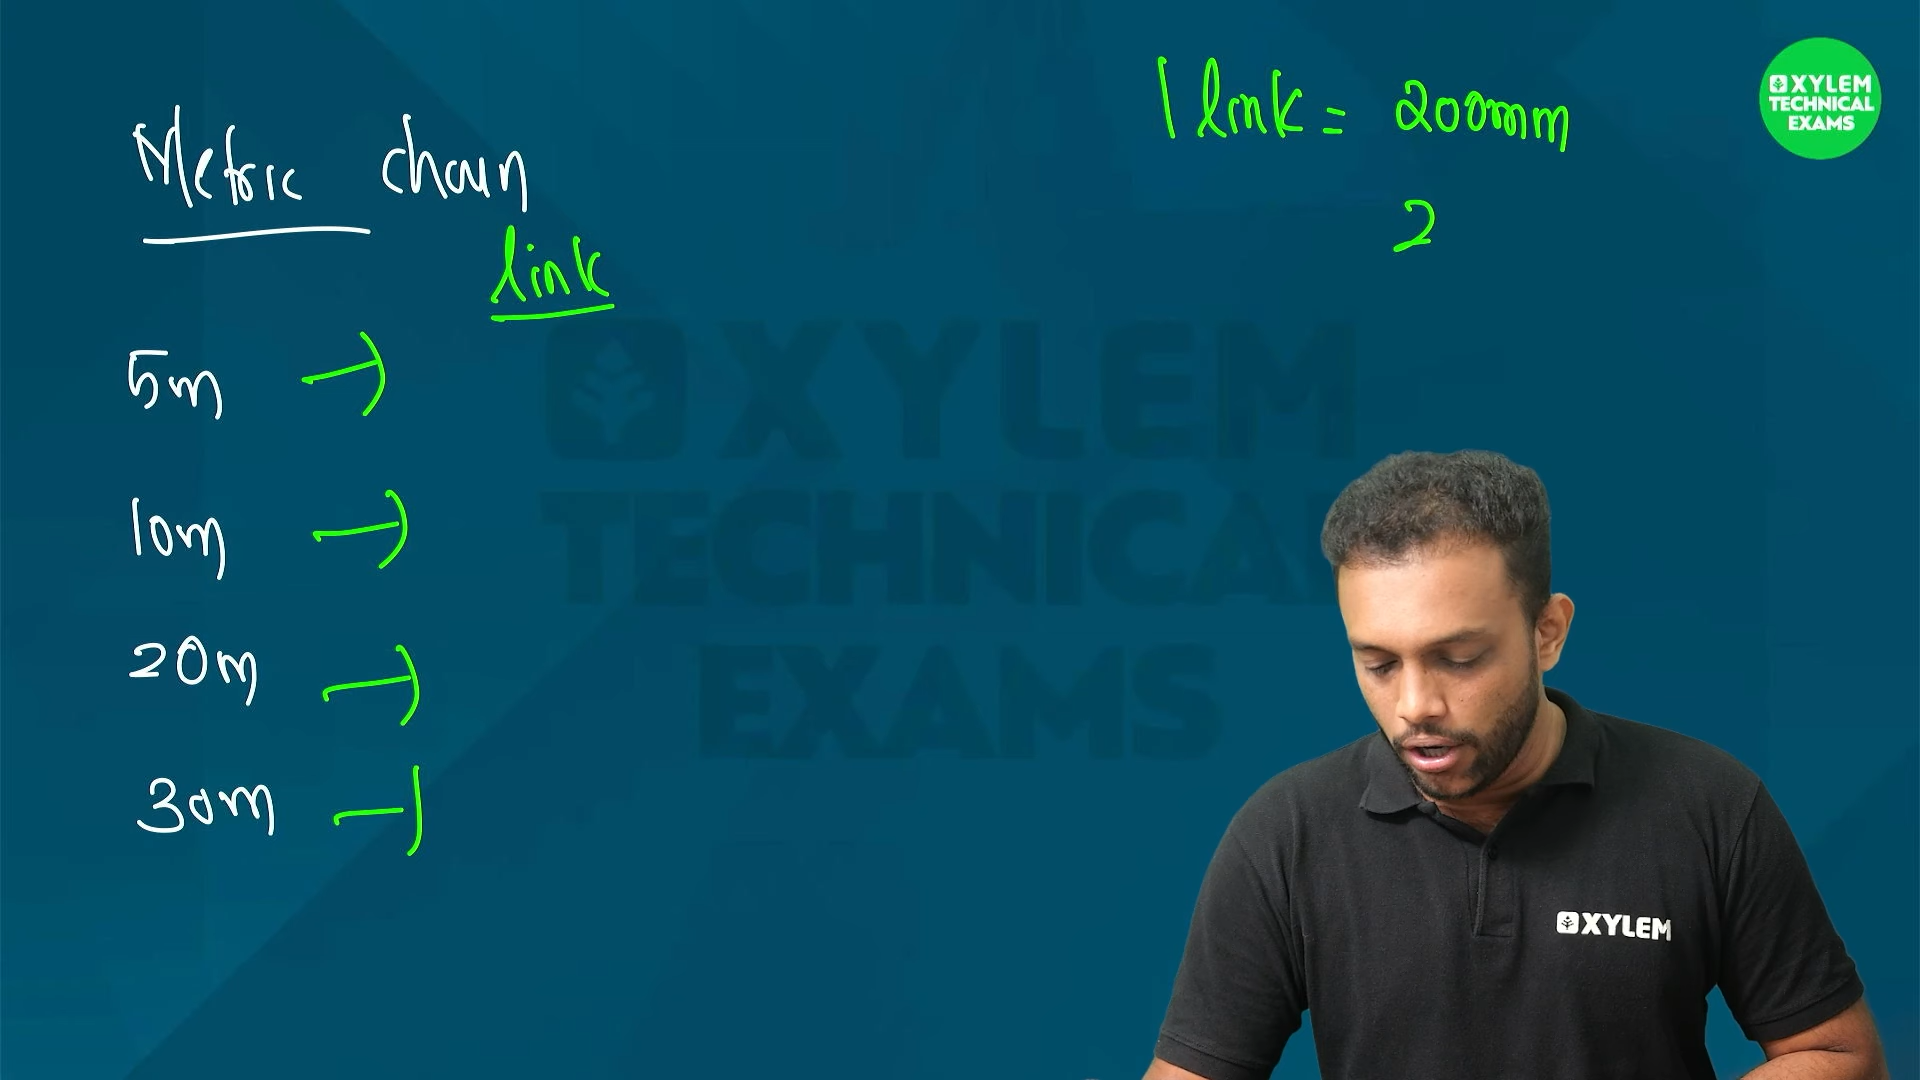 Metric chain
link
5m →
10m →
20m →
30m →
1 link = 200mm
2
XYLEM
TECHNICAL
EXAMS
XYLEM
TECHNICAL
EXAMS
XYLEM